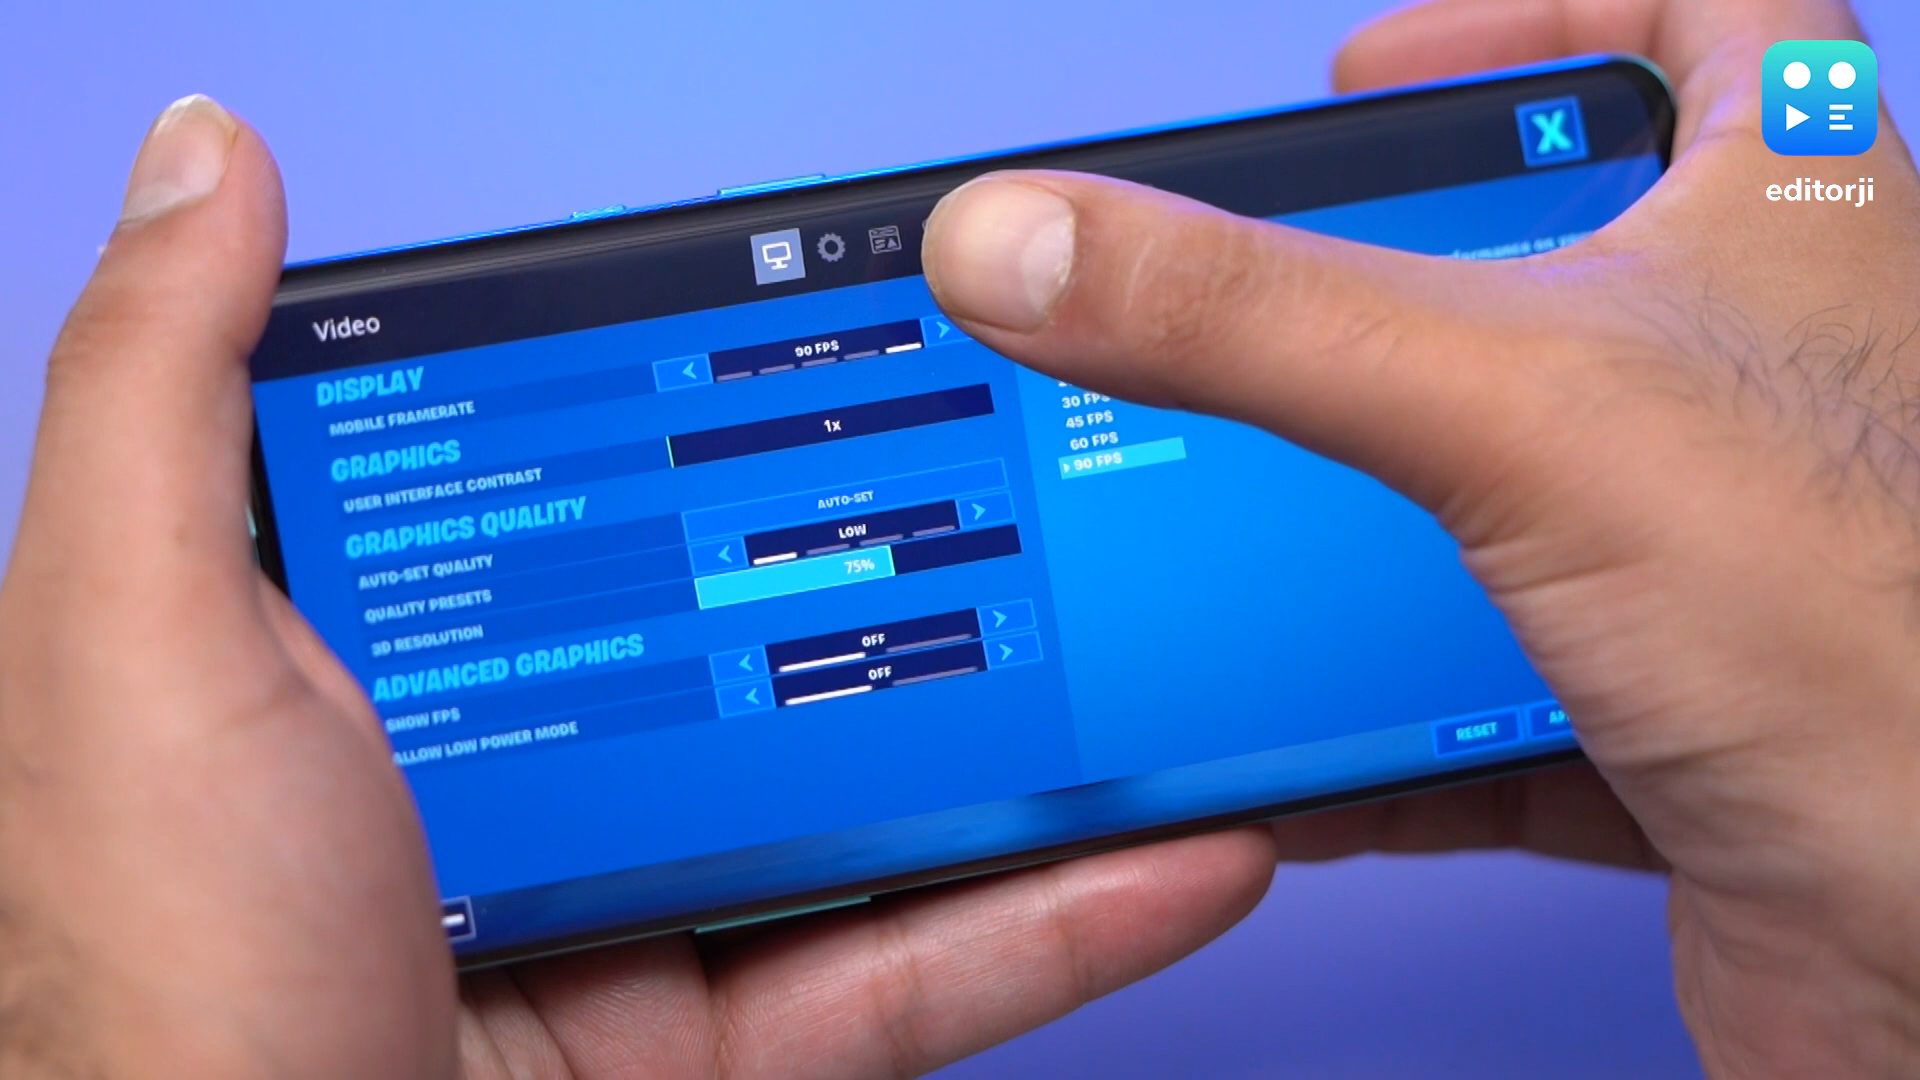 editorji
X
Video
DISPLAY
MOBILE FRAMERATE
90 FPS
GRAPHICS
USER INTERFACE CONTRAST
1x
GRAPHICS QUALITY
AUTO-SET QUALITY
AUTO-SET
QUALITY PRESETS
LOW
3D RESOLUTION
75%
ADVANCED GRAPHICS
SHOW FPS
OFF
ALLOW LOW POWER MODE
OFF
30 FPS
45 FPS
60 FPS
90 FPS
RESET